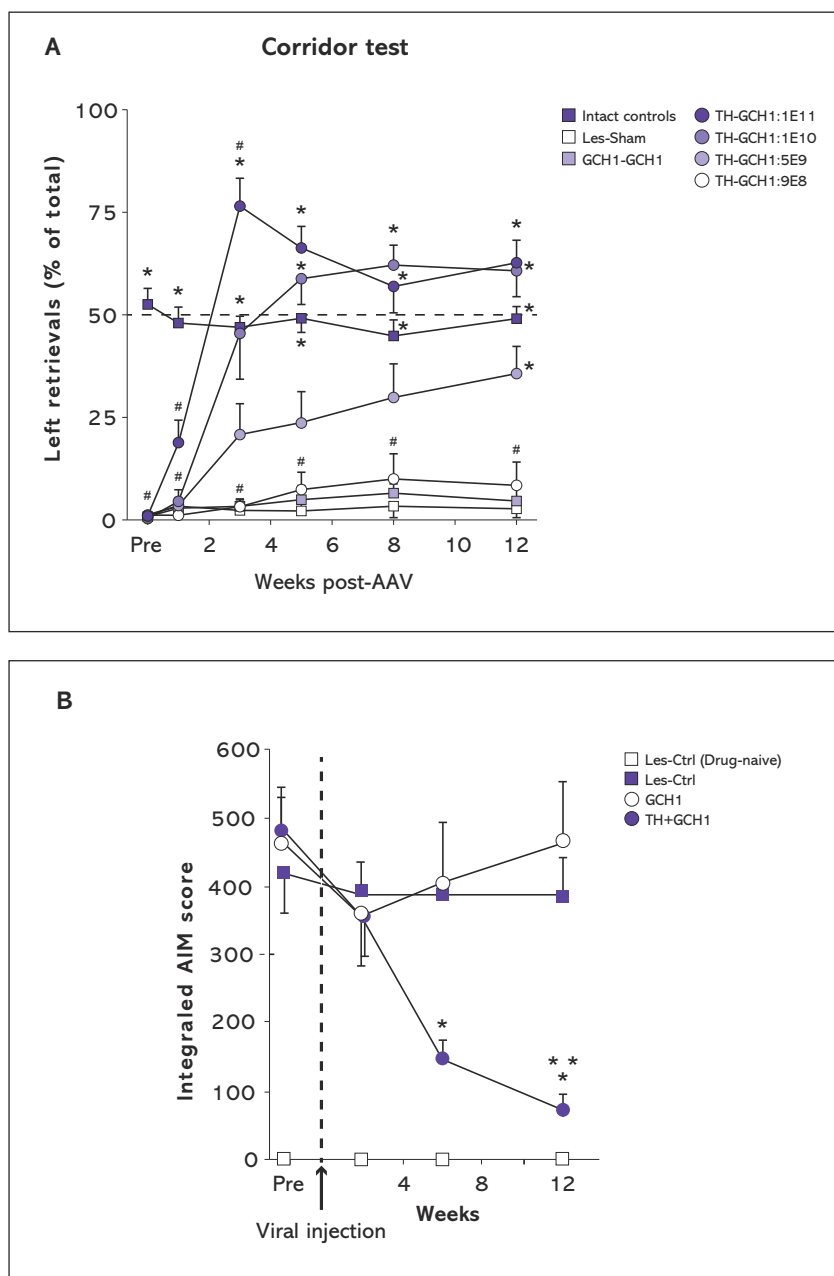 A
Corridor test
Left retrievals (% of total)
100
75
50
25
0
Pre
2
4
6
8
10
12
Weeks post-AAV
Intact controls
Les-Sham
GCH1-GCH1
TH-GCH1:1E11
TH-GCH1:1E10
TH-GCH1:5E9
TH-GCH1:9E8
#
*
*
*
*
*
*
*
*
*
*
*
*
*
*
#
#
#
#
#
#
#
B
Integraled AIM score
600
500
400
300
200
100
0
Pre
4
8
12
Weeks
Viral injection
Les-Ctrl (Drug-naive)
Les-Ctrl
GCH1
TH+GCH1
*
* *
*